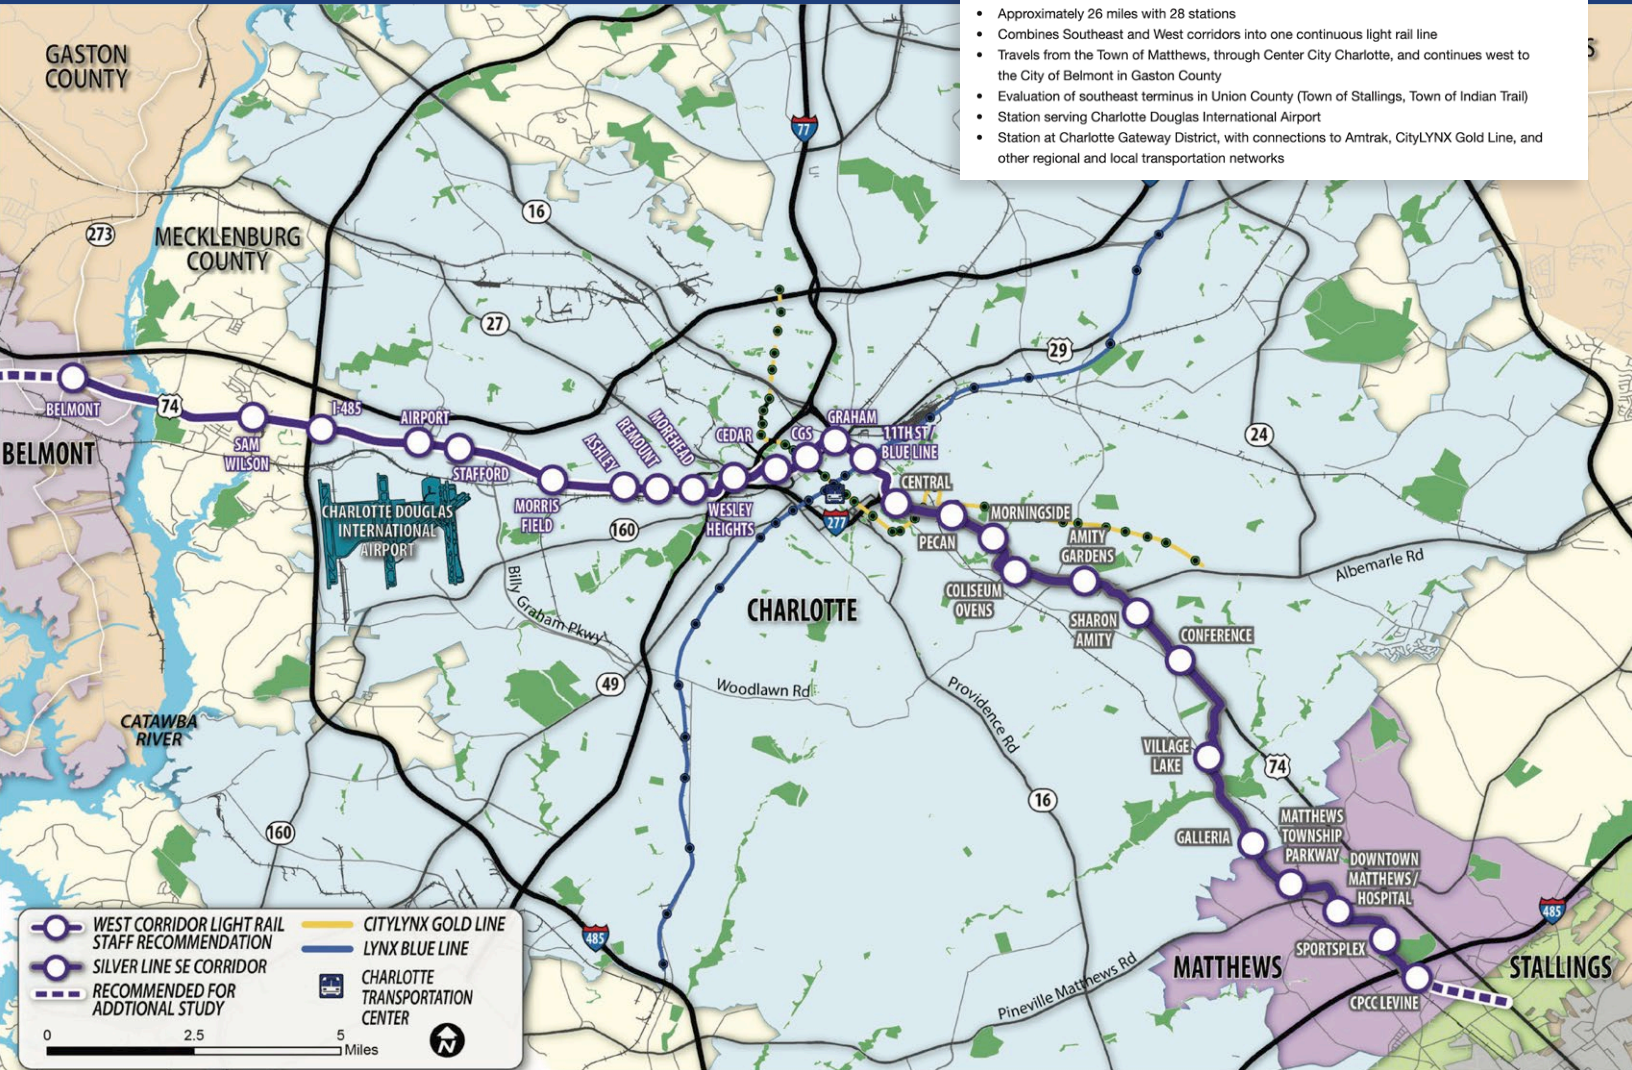 • Approximately 26 miles with 28 stations
• Combines Southeast and West corridors into one continuous light rail line
• Travels from the Town of Matthews, through Center City Charlotte, and continues west to
the City of Belmont in Gaston County
• Evaluation of southeast terminus in Union County (Town of Stallings, Town of Indian Trail)
• Station serving Charlotte Douglas International Airport
• Station at Charlotte Gateway District, with connections to Amtrak, CityLYNX Gold Line, and
other regional and local transportation networks
GASTON
COUNTY
S
77
16
273
MECKLENBURG
COUNTY
27
29
24
BELMONT
74
BELMONT
SAM
WILSON
I-485
AIRPORT
STAFFORD
MORRIS
FIELD
ASHLEY
REMOUNT
MOREHEAD
WESLEY
HEIGHTS
CEDAR
CGS
GRAHAM
11TH ST/
BLUE LINE
CENTRAL
PECAN
MORNINGSIDE
COLISEUM
OVENS
AMITY
GARDENS
SHARON
AMITY
CONFERENCE
CHARLOTTE DOUGLAS
INTERNATIONAL
AIRPORT
160
277
Albemarle Rd
Billy Graham Pkwy
CHARLOTTE
49
Woodlawn Rd
Providence Rd
CATAWBA
RIVER
VILLAGE
LAKE
74
16
160
GALLERIA
MATTHEWS
TOWNSHIP
PARKWAY
DOWNTOWN
MATTHEWS/
HOSPITAL
SPORTSPLEX
485
485
Pineville Matthews Rd
MATTHEWS
STALLINGS
CPCC LEVINE
WEST CORRIDOR LIGHT RAIL
STAFF RECOMMENDATION
SILVER LINE SE CORRIDOR
RECOMMENDED FOR
ADDTIONAL STUDY
CITYLYNX GOLD LINE
LYNX BLUE LINE
CHARLOTTE
TRANSPORTATION
CENTER
0 2.5 5
Miles
N